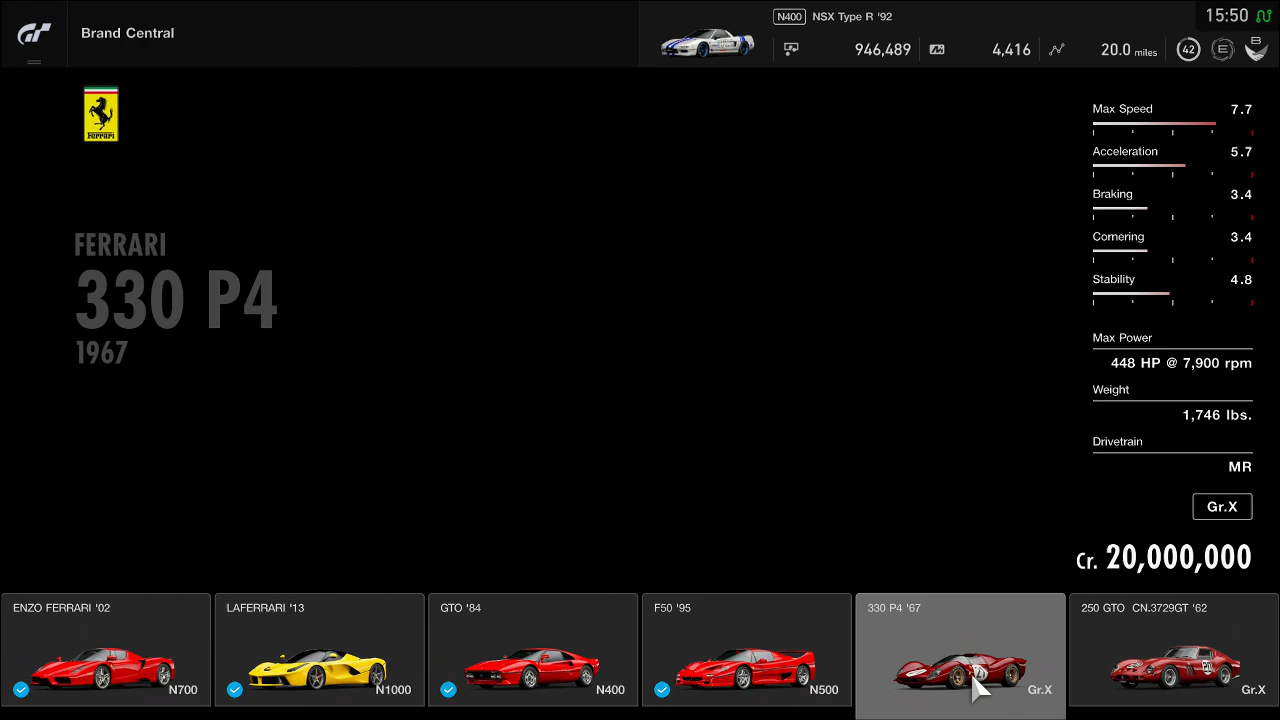 Brand Central
N400 NSX Type R '92
15:50
946,489
4,416
20.0 miles
42
E
B
Ferrari
FERRARI
330 P4
1967
Max Speed 7.7
Acceleration 5.7
Braking 3.4
Cornering 3.4
Stability 4.8
Max Power
448 HP @ 7,900 rpm
Weight
1,746 lbs.
Drivetrain
MR
Gr.X
Cr. 20,000,000
ENZO FERRARI '02
N700
LAFERRARI '13
N1000
GTO '84
N400
F50 '95
N500
330 P4 '67
Gr.X
250 GTO CN.3729GT '62
Gr.X